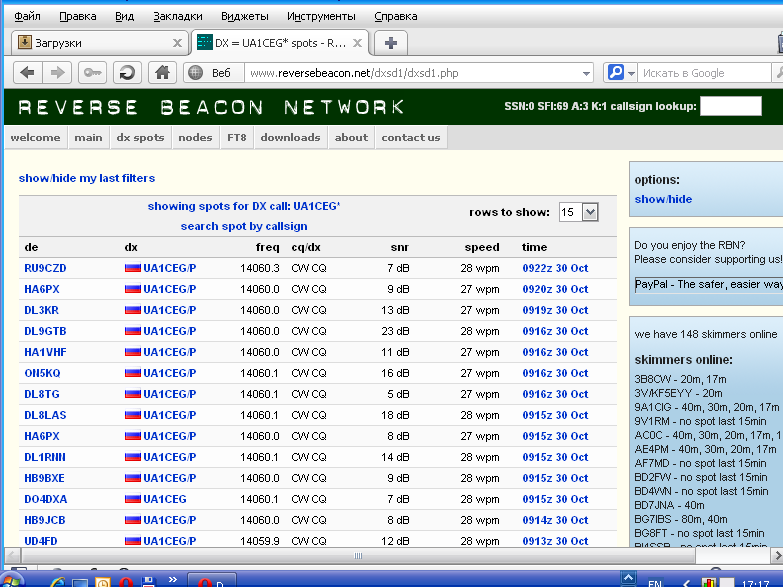 Файл Правка Вид Закладки Виджеты Инструменты Справка
Загрузки
DX = UA1CEG* spots - R...
Веб www.reversebeacon.net/dxsd1/dxsd1.php
Искать в Google
REVERSE BEACON NETWORK
SSN:0 SFI:69 A:3 K:1 callsign lookup:
welcome main dx spots nodes FT8 downloads about contact us
show/hide my last filters
showing spots for DX call: UA1CEG*
search spot by callsign
rows to show: 15
de dx freq cq/dx snr speed time
RU9CZD UA1CEG/P 14060.3 CW CQ 7 dB 28 wpm 0922z 30 Oct
HA6PX UA1CEG/P 14060.0 CW CQ 9 dB 27 wpm 0920z 30 Oct
DL3KR UA1CEG/P 14060.0 CW CQ 13 dB 27 wpm 0919z 30 Oct
DL9GTB UA1CEG/P 14060.0 CW CQ 23 dB 28 wpm 0916z 30 Oct
HA1VHF UA1CEG/P 14060.0 CW CQ 11 dB 27 wpm 0916z 30 Oct
ON5KQ UA1CEG/P 14060.1 CW CQ 16 dB 27 wpm 0916z 30 Oct
DL8TG UA1CEG/P 14060.1 CW CQ 5 dB 27 wpm 0916z 30 Oct
DL8LAS UA1CEG/P 14060.1 CW CQ 18 dB 28 wpm 0915z 30 Oct
HA6PX UA1CEG/P 14060.0 CW CQ 8 dB 27 wpm 0915z 30 Oct
DL1RNN UA1CEG/P 14060.1 CW CQ 14 dB 28 wpm 0915z 30 Oct
HB9BXE UA1CEG/P 14060.0 CW CQ 9 dB 28 wpm 0915z 30 Oct
DO4DXA UA1CEG 14060.1 CW CQ 7 dB 28 wpm 0915z 30 Oct
HB9JCB UA1CEG/P 14060.0 CW CQ 8 dB 28 wpm 0914z 30 Oct
UD4FD UA1CEG/P 14059.9 CW CQ 12 dB 28 wpm 0913z 30 Oct
options:
show/hide
Do you enjoy the RBN?
Please consider supporting us!
PayPal - The safer, easier way
we have 148 skimmers online
skimmers online:
3B8CW - 20m, 17m
3V/KF5EYY - 20m
9A1CIG - 40m, 30m, 20m, 17m
9V1RM - no spot last 15min
AC0C - 40m, 30m, 20m, 17m, 1
AE4PM - 40m, 30m, 20m, 17m
AF7MD - no spot last 15min
BD2FW - no spot last 15min
BD4WN - no spot last 15min
BD7JNA - 40m
BG7IBS - 80m, 40m
BG8FT - no spot last 15min
EN 17:17